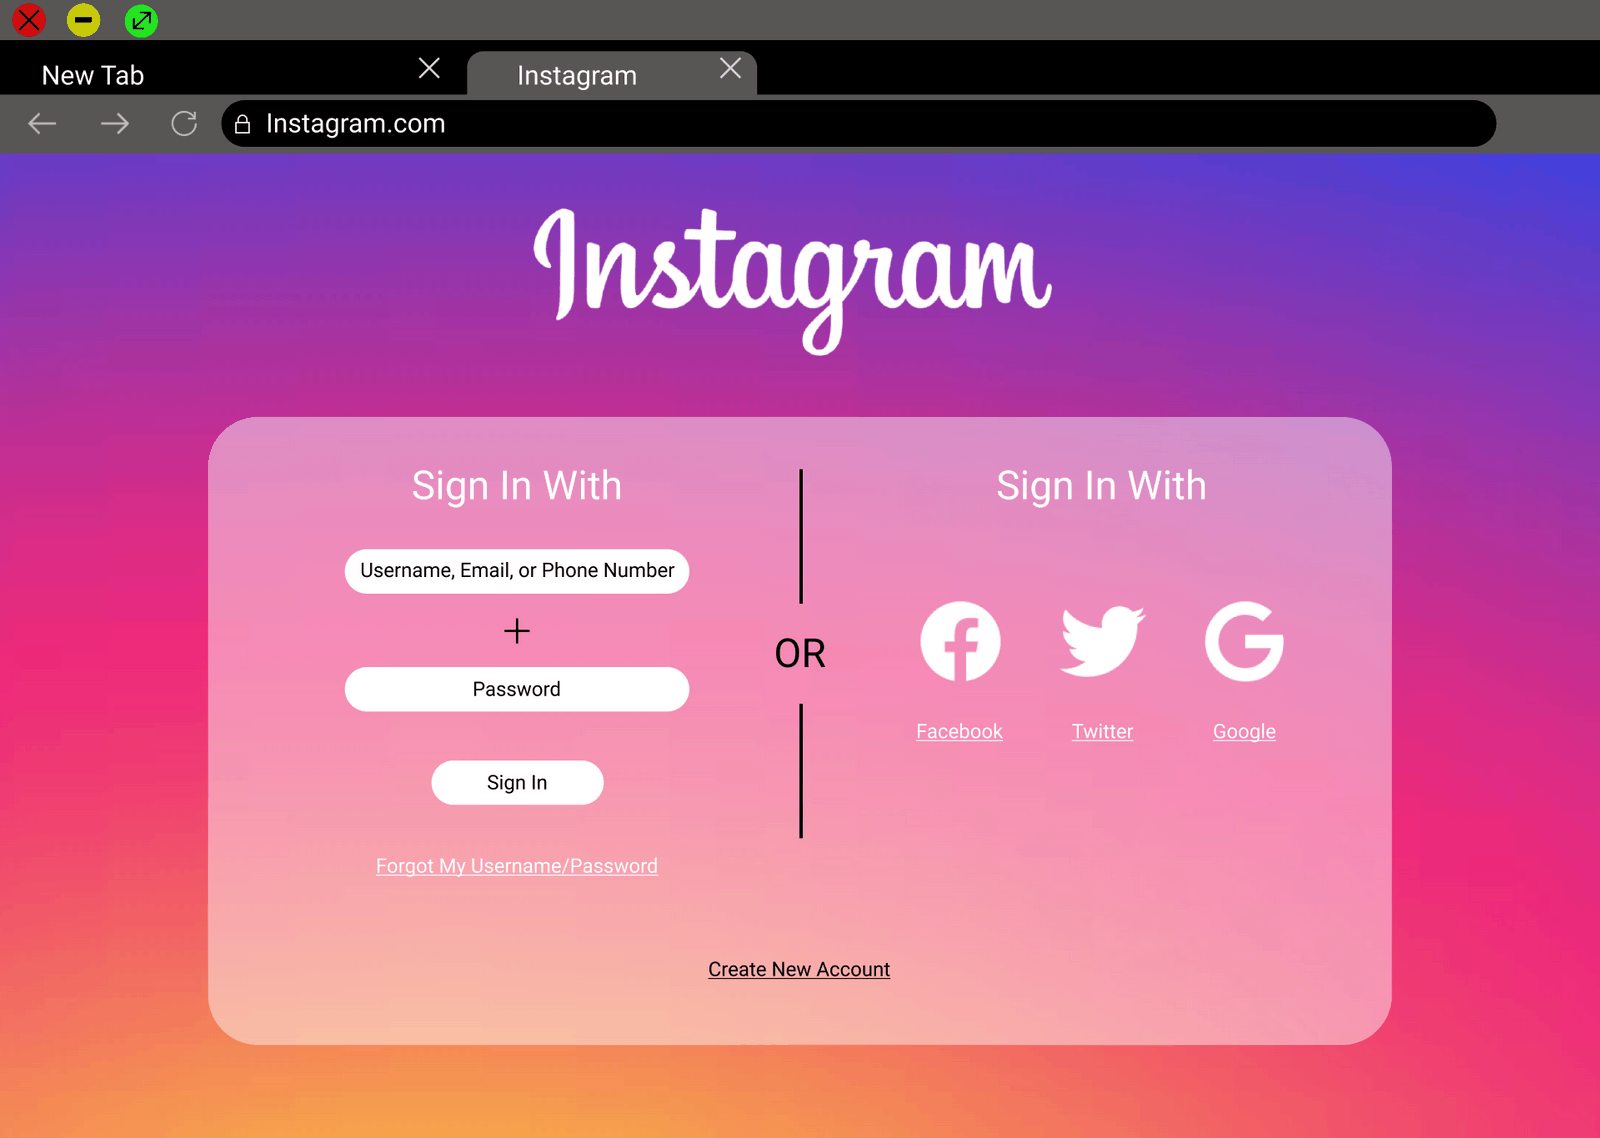 New Tab
Instagram
Instagram.com
Instagram
Sign In With
Username, Email, or Phone Number
+
Password
Sign In
Forgot My Username/Password
OR
Sign In With
Facebook
Twitter
Google
Create New Account